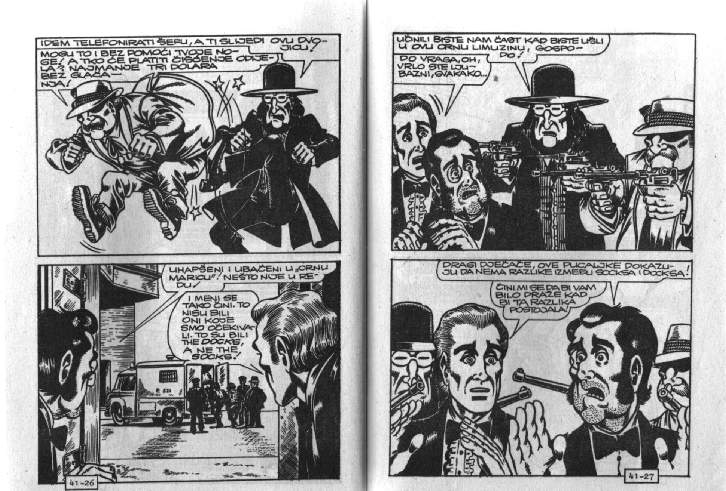 IDEM TELEFONIRATI ŠEFU, A TI SLIJEDI OVU DVO-
JICU!
MOGU TO I BEZ POMOĆI TVOJE NO-
GE! A TKO ĆE PLATITI ČIŠĆENJE ODIJE-
LA? NAJMANJE TRI DOLARA
BEZ GLAČA
NJA!
UHAPŠENI I UBAČENI U „CRNU
MARICU“! NEŠTO NIJE U RE-
DU!
I MENI SE
TAKO ČINI. TO
NISU BILI
ONI KOJE
SMO OČEKIVA-
LI. TO SU BILI
THE DOCKS,
A NE THE
SOCKS!
41-26
UČINILI BISTE NAM ČAST KAD BISTE UŠLI
U OVU CRNU LIMUZINU, GOSPO-
DO!
DO VRAGA, OH,
VRLO STE LJU-
BAZNI, SVAKAKO...
DRAGI DJEČAČE, OVE PUCALJKE DOKAZU-
JU DA NEMA RAZLIKE IZMEĐU SOCKSA I DOCKSA!
ČINI MI SE DA BI VAM
BILO DRAŽE KAD
BI TA RAZLIKA
POSTOJALA!
41-27